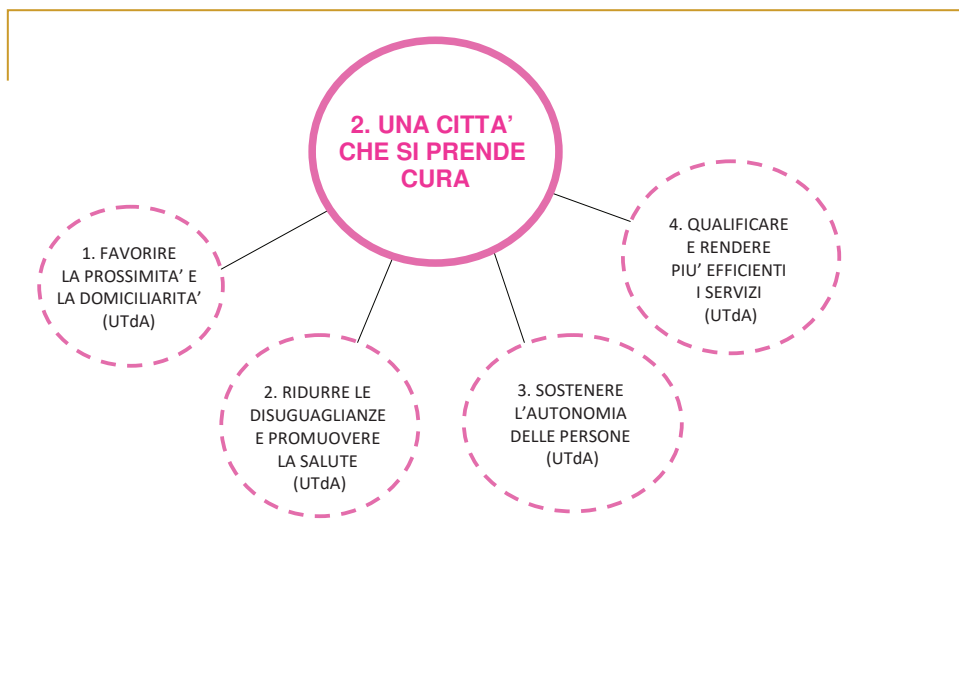 2. UNA CITTA’
CHE SI PRENDE
CURA
1. FAVORIRE
LA PROSSIMITA’ E
LA DOMICILIARITA’
(UTdA)
2. RIDURRE LE
DISUGUAGLIANZE
E PROMUOVERE
LA SALUTE
(UTdA)
3. SOSTENERE
L’AUTONOMIA
DELLE PERSONE
(UTdA)
4. QUALIFICARE
E RENDERE
PIU’ EFFICIENTI
I SERVIZI
(UTdA)